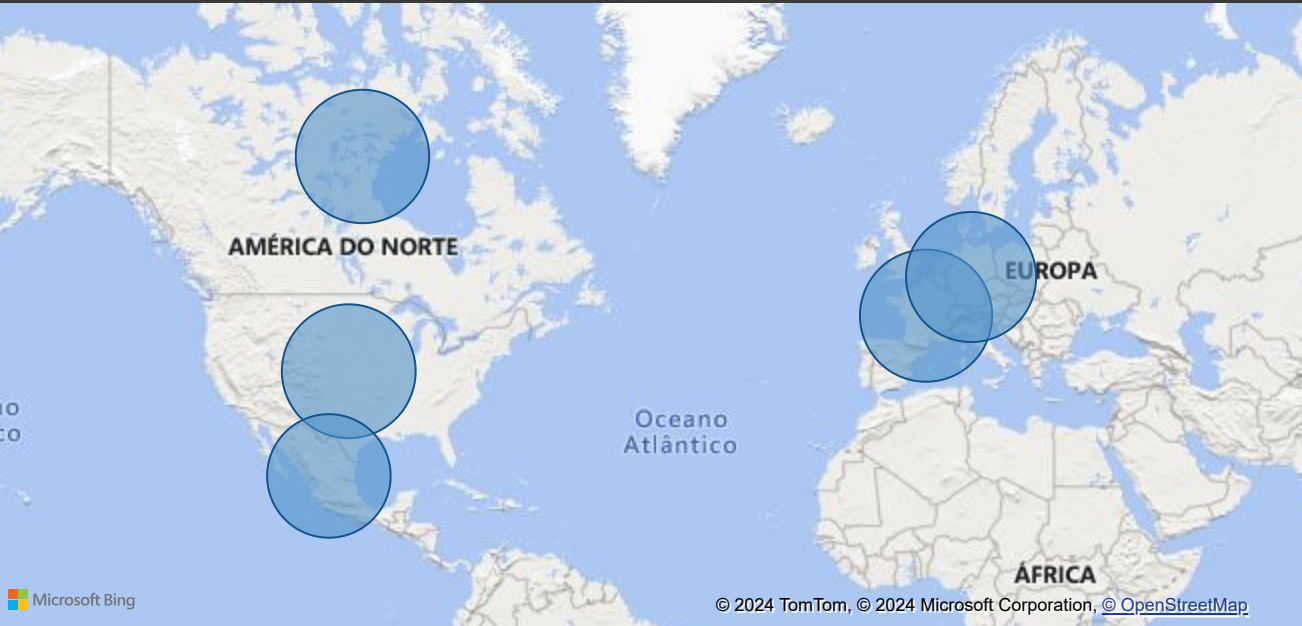 AMÉRICA DO NORTE
EUROPA
Oceano
Atlântico
ÁFRICA
Microsoft Bing
© 2024 TomTom, © 2024 Microsoft Corporation, © OpenStreetMap